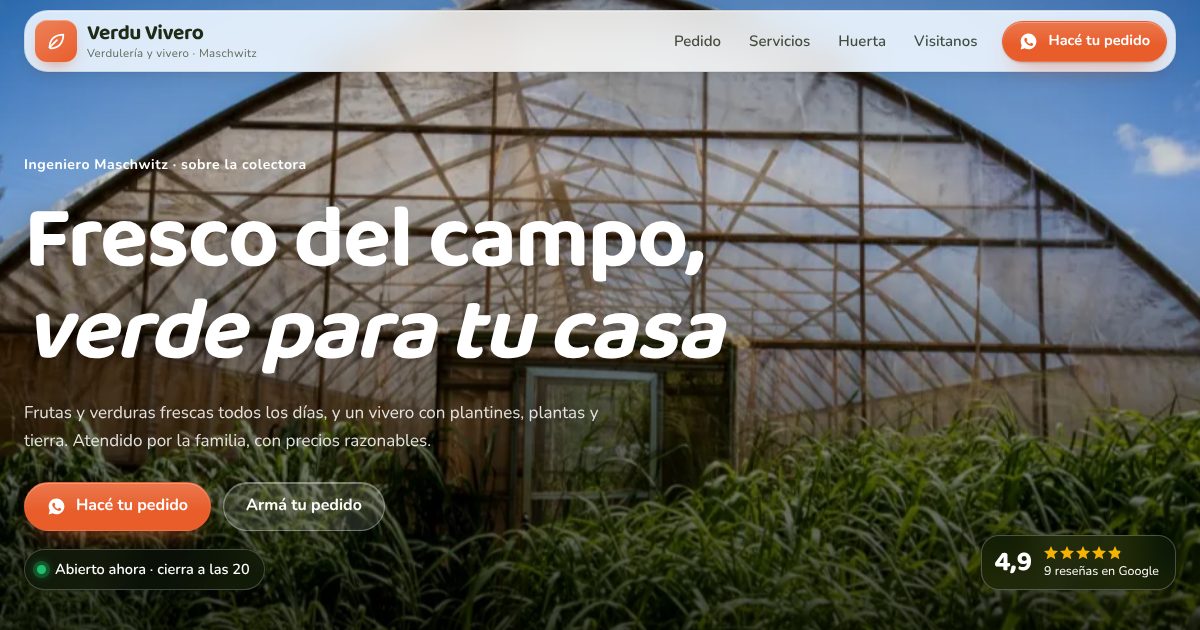 Verdu Vivero
Verdulería y vivero · Maschwitz
Pedido
Servicios
Huerta
Visitanos
Hacé tu pedido
Ingeniero Maschwitz · sobre la colectora
Fresco del campo,
verde para tu casa
Frutas y verduras frescas todos los días, y un vivero con plantines, plantas y
tierra. Atendido por la familia, con precios razonables.
Hacé tu pedido
Armá tu pedido
Abierto ahora · cierra a las 20
4,9
9 reseñas en Google